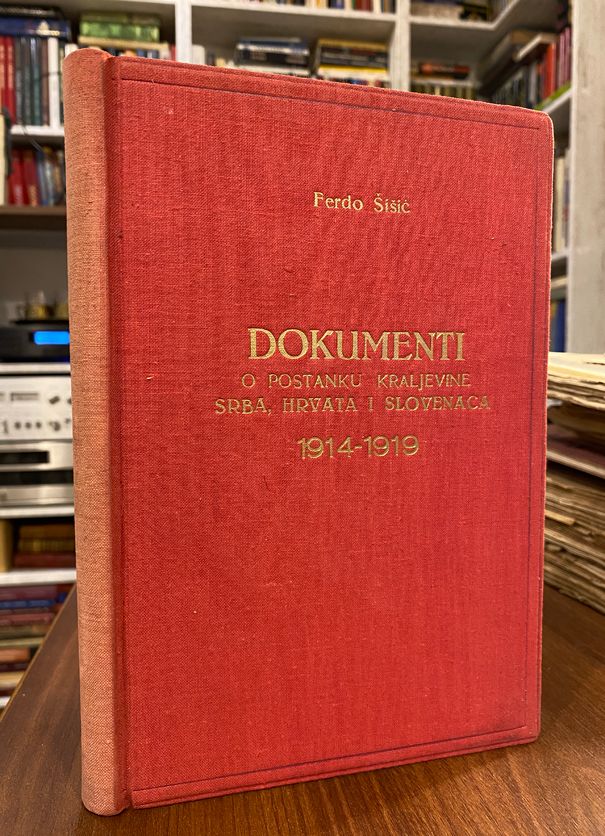 Ferdo Šišić
DOKUMENTI
O POSTANKU KRALJEVINE
SRBA, HRVATA I SLOVENACA
1914-1919